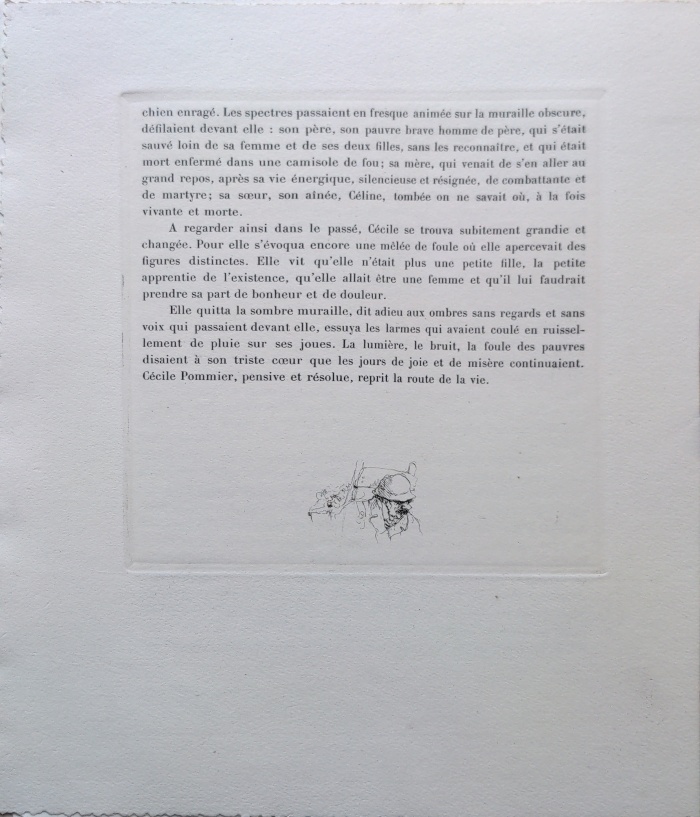 chien enragé. Les spectres passaient en fresque animée sur la muraille obscure,
défilaient devant elle : son père, son pauvre brave homme de père, qui s'était
sauvé loin de sa femme et de ses deux filles, sans les reconnaître, et qui était
mort enfermé dans une camisole de fou; sa mère, qui venait de s'en aller au
grand repos, après sa vie énergique, silencieuse et résignée, de combattante et
de martyre; sa sœur, son aînée, Céline, tombée on ne savait où, à la fois
vivante et morte.
A regarder ainsi dans le passé, Cécile se trouva subitement grandie et
changée. Pour elle s'évoqua encore une mêlée de foule où elle apercevait des
figures distinctes. Elle vit qu'elle n'était plus une petite fille, la petite
apprentie de l'existence, qu'elle allait être une femme et qu'il lui faudrait
prendre sa part de bonheur et de douleur.
Elle quitta la sombre muraille, dit adieu aux ombres sans regards et sans
voix qui passaient devant elle, essuya les larmes qui avaient coulé en ruissel-
lement de pluie sur ses joues. La lumière, le bruit, la foule des pauvres
disaient à son triste cœur que les jours de joie et de misère continuaient.
Cécile Pommier, pensive et résolue, reprit la route de la vie.